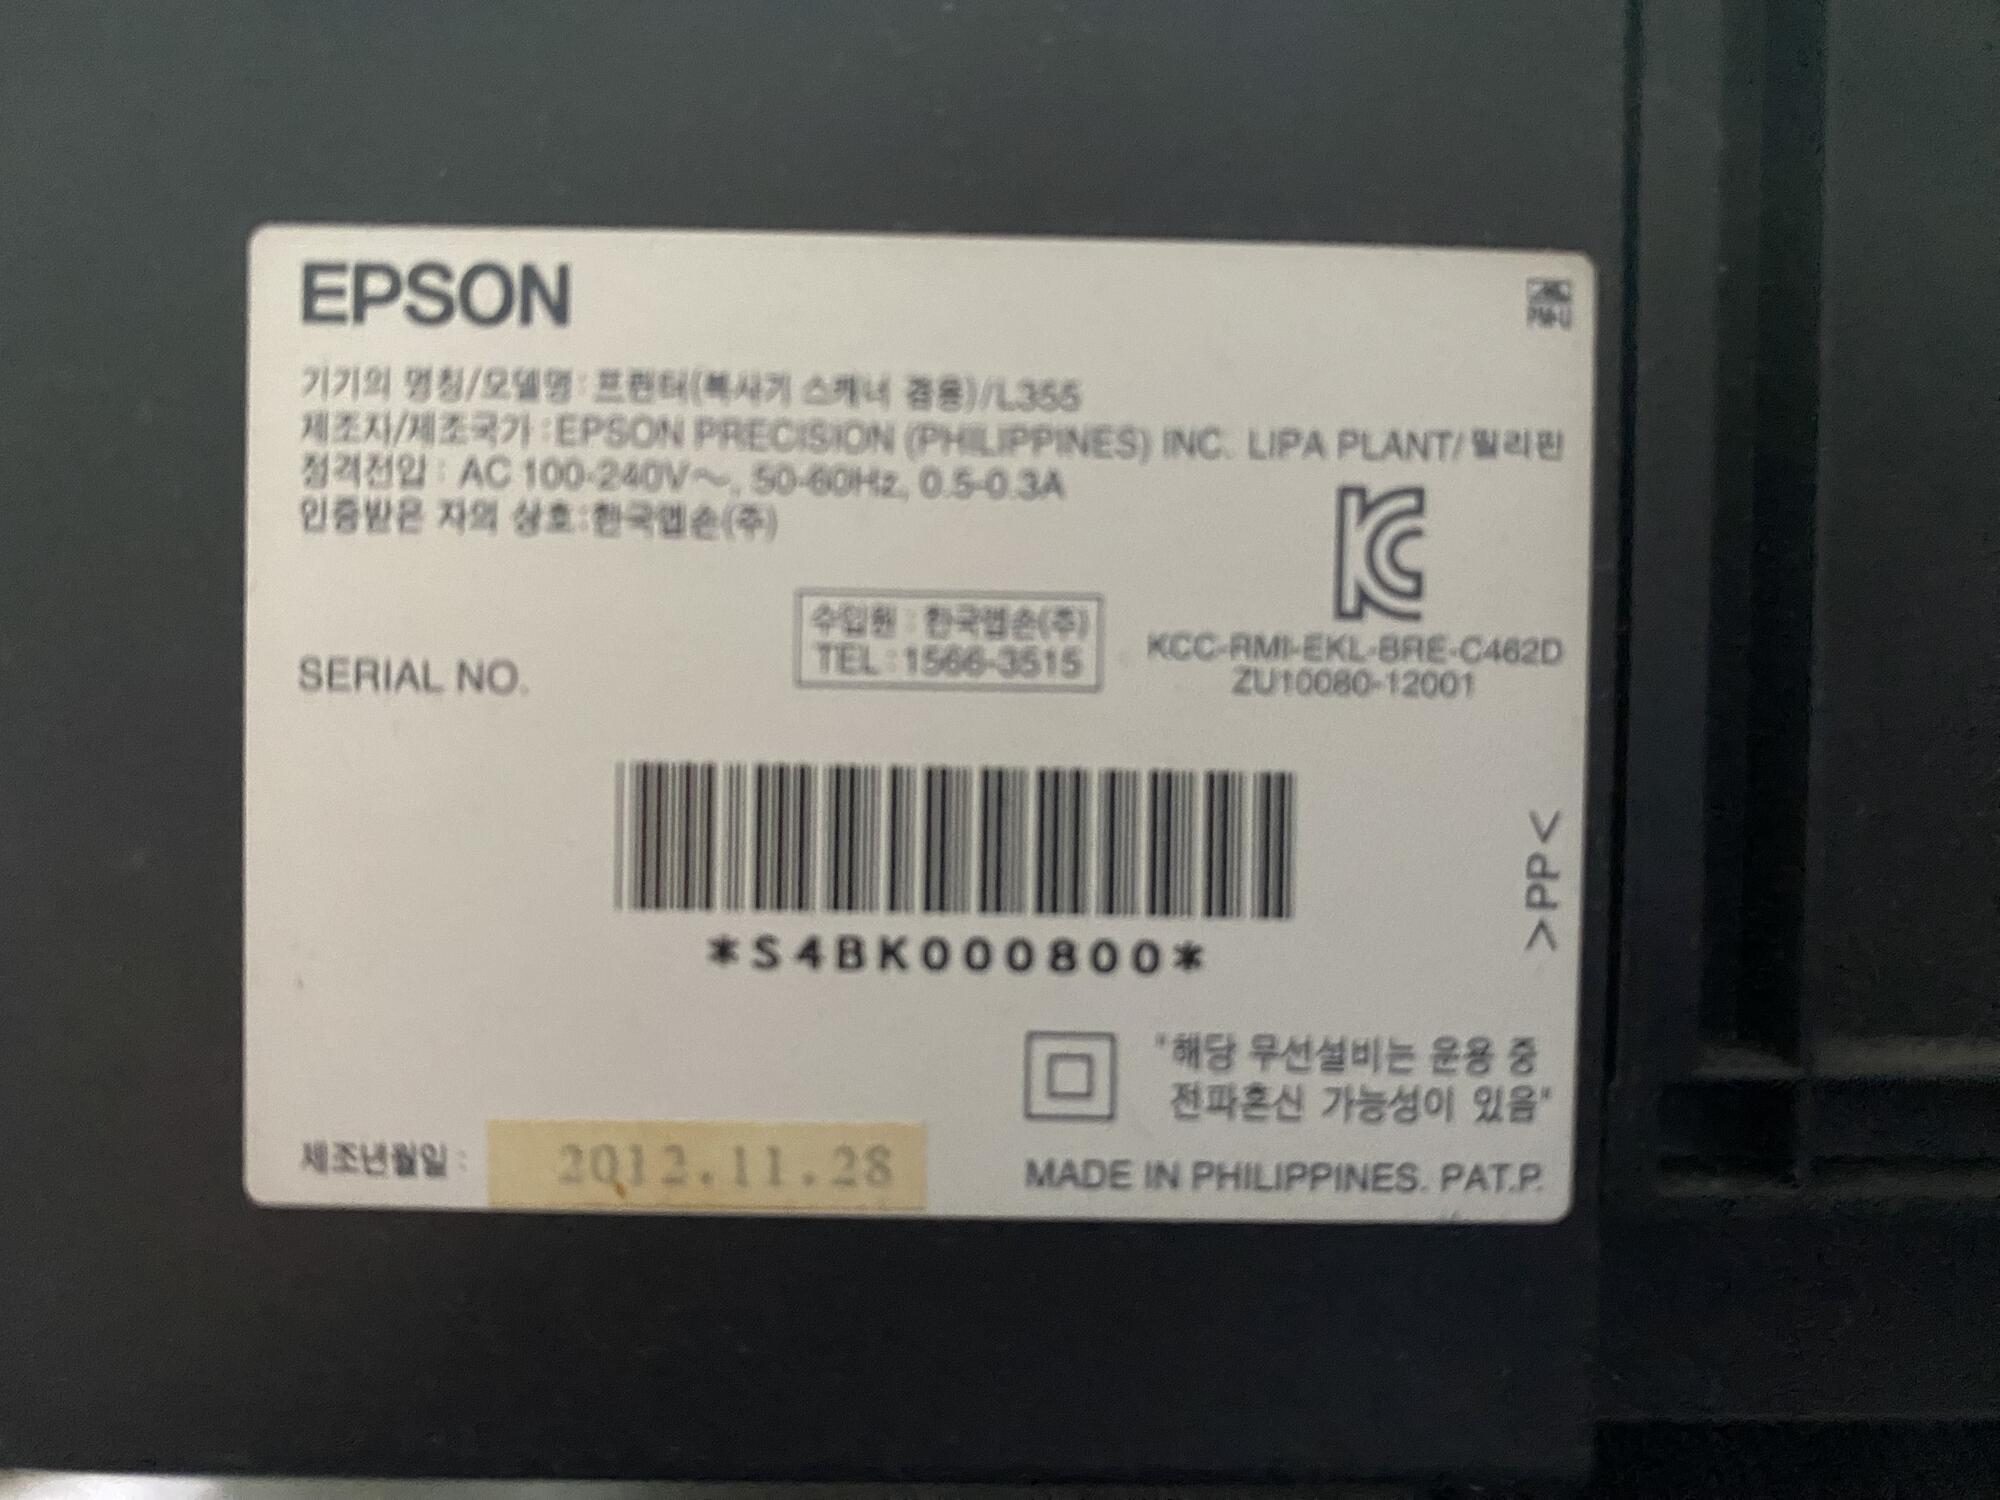 EPSON
기기의 명칭/모델명 : 프린터(복사기 스캐너 겸용)/L355
제조자/제조국가 : EPSON PRECISION (PHILIPPINES) INC. LIPA PLANT/필리핀
정격전압 : AC 100-240V～, 50-60Hz, 0.5-0.3A
인증받은 자의 상호:한국엡손(주)
수입원 : 한국엡손(주)
TEL : 1566-3515
KCC-RMI-EKL-BRE-C462D
ZU10080-12001
SERIAL NO.
*S4BK000800*
>PP<
"해당 무선설비는 운용 중
전파혼신 가능성이 있음"
제조년월일 : 2012.11.28
MADE IN PHILIPPINES. PAT.P.